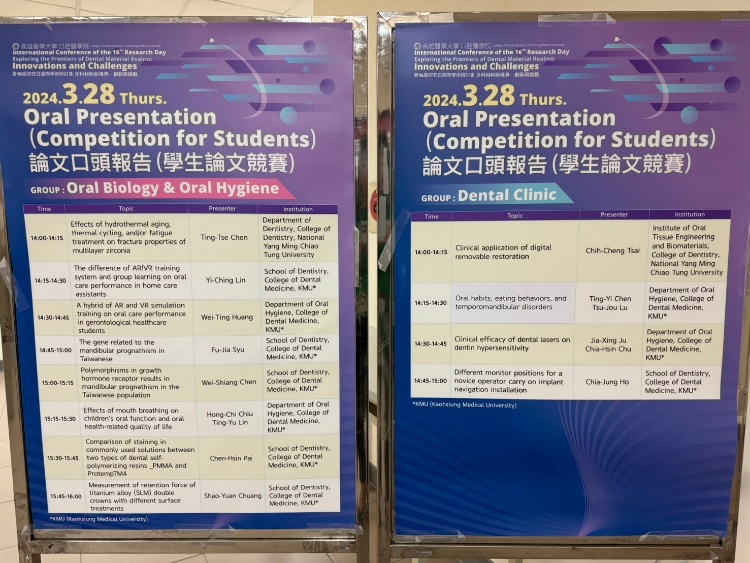 高雄醫學大學 口腔醫學院
International Conference of the 16th Research Day
Exploring the Frontiers of Dental Material Realms:
Innovations and Challenges
2024.3.28 Thurs.
Oral Presentation
(Competition for Students)
論文口頭報告 (學生論文競賽)
GROUP : Oral Biology & Oral Hygiene
Time Topic Presenter Institution
14:00-14:15
Effects of hydrothermal aging,
thermal cycling, and/or fatigue
treatment on fracture properties of
multilayer zirconia
Ting-Tse Chen
Department of
Dentistry, College of
Dentistry, National
Yang Ming Chiao
Tung University
14:15-14:30
The difference of AR/VR training
system and group learning on oral
care performance in home care
assistants
Yi-Ching Lin
School of Dentistry,
College of Dental
Medicine, KMU*
14:30-14:45
A hybrid of AR and VR simulation
training on oral care performance
in gerontological healthcare
students
Wei-Ting Huang
Department of Oral
Hygiene, College of
Dental Medicine,
KMU*
14:45-15:00
The gene related to the
mandibular prognathism in
Taiwanese
Fu-Jia Syu
School of Dentistry,
College of Dental
Medicine, KMU*
15:00-15:15
Polymorphisms in growth
hormone receptor results in
mandibular prognathism in the
Taiwanese population
Wei-Shiang Chen
School of Dentistry,
College of Dental
Medicine, KMU*
15:15-15:30
Effects of mouth breathing on
children's oral function and oral
health-related quality of life
Hong-Chi Chiu
Ting-Yu Lin
Department of Oral
Hygiene, College of
Dental Medicine,
KMU*
15:30-15:45
Comparison of staining in
commonly used solutions between
two types of dental self-
polymerizing resins _PMMA and
ProtempTM4
Chen-Hsin Pai
School of Dentistry,
College of Dental
Medicine, KMU*
15:45-16:00
Measurement of retention force of
titanium alloy (SLM) double
crowns with different surface
treatments
Shao-Yuan Chuang
School of Dentistry,
College of Dental
Medicine, KMU*
*KMU (Kaohsiung Medical University)
高雄醫學大學 口腔醫學院
International Conference of the 16th Research Day
Exploring the Frontiers of Dental Material Realms:
Innovations and Challenges
2024.3.28 Thurs.
Oral Presentation
(Competition for Students)
論文口頭報告 (學生論文競賽)
GROUP : Dental Clinic
Time Topic Presenter Institution
14:00-14:15
Clinical application of digital
removable restoration
Chih-Cheng Tsai
Institute of Oral
Tissue Engineering
and Biomaterials,
College of Dentistry,
National Yang Ming
Chiao Tung University
14:15-14:30
Oral habits, eating behaviors, and
temporomandibular disorders
Ting-Yi Chen
Tsu-Jou Lu
Department of Oral
Hygiene, College of
Dental Medicine,
KMU*
14:30-14:45
Clinical efficacy of dental lasers on
dentin hypersensitivity
Jia-Xing Ju
Chia-Hsin Chu
Department of Oral
Hygiene, College of
Dental Medicine,
KMU*
14:45-15:00
Different monitor positions for a
novice operator carry on implant
navigation installation
Chia-Jung Ho
School of Dentistry,
College of Dental
Medicine, KMU*
*KMU (Kaohsiung Medical University)